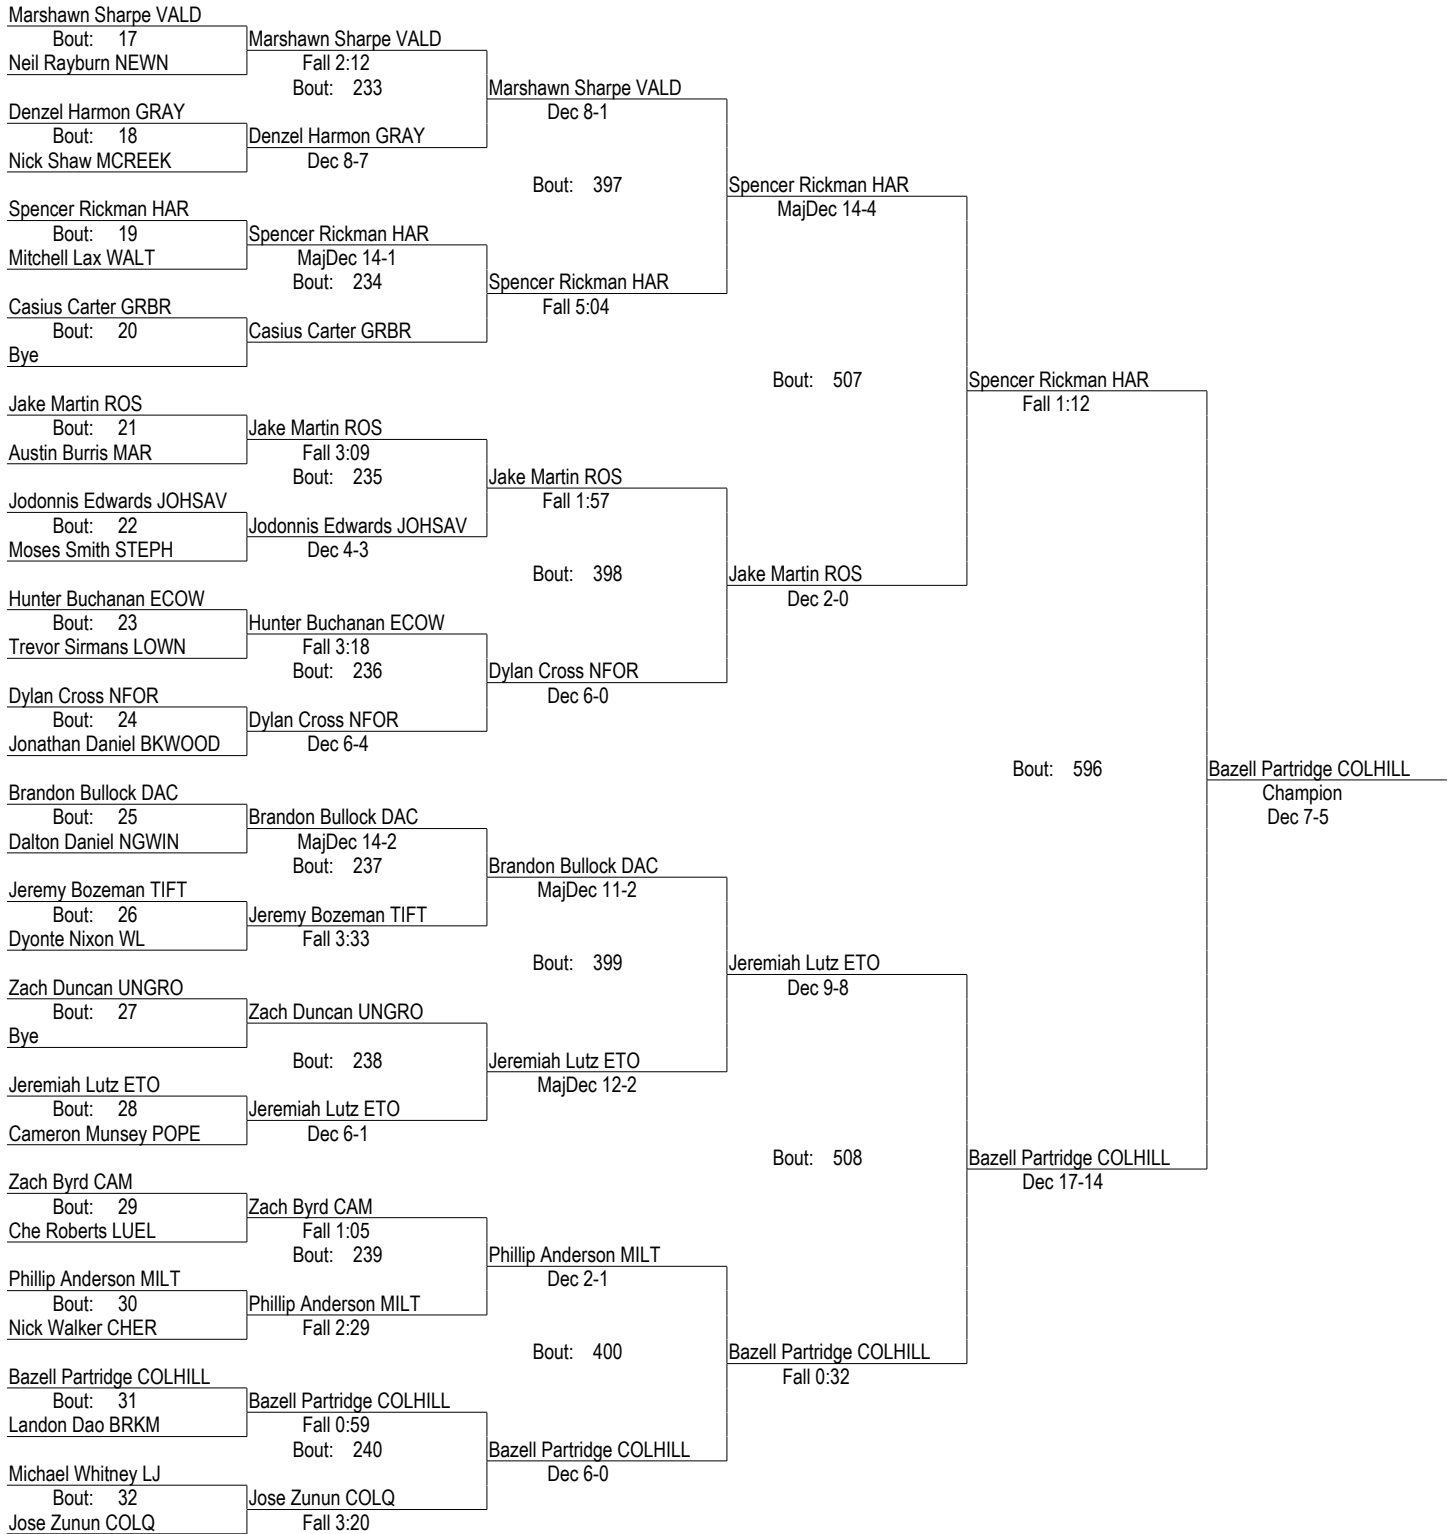 Marshawn Sharpe VALD
Bout: 17
Marshawn Sharpe VALD
Neil Rayburn NEWN
Fall 2:12
Bout: 233
Marshawn Sharpe VALD
Denzel Harmon GRAY
Dec 8-1
Bout: 18
Denzel Harmon GRAY
Nick Shaw MCREEK
Dec 8-7
Bout: 397
Spencer Rickman HAR
Spencer Rickman HAR
MajDec 14-4
Bout: 19
Spencer Rickman HAR
Mitchell Lax WALT
MajDec 14-1
Bout: 234
Spencer Rickman HAR
Casius Carter GRBR
Fall 5:04
Bout: 20
Casius Carter GRBR
Bye
Bout: 507
Spencer Rickman HAR
Jake Martin ROS
Fall 1:12
Bout: 21
Jake Martin ROS
Austin Burris MAR
Fall 3:09
Bout: 235
Jake Martin ROS
Jodonnis Edwards JOHSAV
Fall 1:57
Bout: 22
Jodonnis Edwards JOHSAV
Moses Smith STEPH
Dec 4-3
Bout: 398
Jake Martin ROS
Hunter Buchanan ECOW
Dec 2-0
Bout: 23
Hunter Buchanan ECOW
Trevor Sirmans LOWN
Fall 3:18
Bout: 236
Dylan Cross NFOR
Dylan Cross NFOR
Dec 6-0
Bout: 24
Dylan Cross NFOR
Jonathan Daniel BKWOOD
Dec 6-4
Bout: 596
Bazell Partridge COLHILL
Brandon Bullock DAC
Champion
Bout: 25
Brandon Bullock DAC
Dec 7-5
Dalton Daniel NGWIN
MajDec 14-2
Bout: 237
Brandon Bullock DAC
Jeremy Bozeman TIFT
MajDec 11-2
Bout: 26
Jeremy Bozeman TIFT
Dyonte Nixon WL
Fall 3:33
Bout: 399
Jeremiah Lutz ETO
Zach Duncan UNGRO
Dec 9-8
Bout: 27
Zach Duncan UNGRO
Bye
Bout: 238
Jeremiah Lutz ETO
Jeremiah Lutz ETO
MajDec 12-2
Bout: 28
Jeremiah Lutz ETO
Cameron Munsey POPE
Dec 6-1
Bout: 508
Bazell Partridge COLHILL
Zach Byrd CAM
Dec 17-14
Bout: 29
Zach Byrd CAM
Che Roberts LUEL
Fall 1:05
Bout: 239
Phillip Anderson MILT
Phillip Anderson MILT
Dec 2-1
Bout: 30
Phillip Anderson MILT
Nick Walker CHER
Fall 2:29
Bout: 400
Bazell Partridge COLHILL
Bazell Partridge COLHILL
Fall 0:32
Bout: 31
Bazell Partridge COLHILL
Landon Dao BRKM
Fall 0:59
Bout: 240
Bazell Partridge COLHILL
Michael Whitney LJ
Dec 6-0
Bout: 32
Jose Zunun COLQ
Jose Zunun COLQ
Fall 3:20